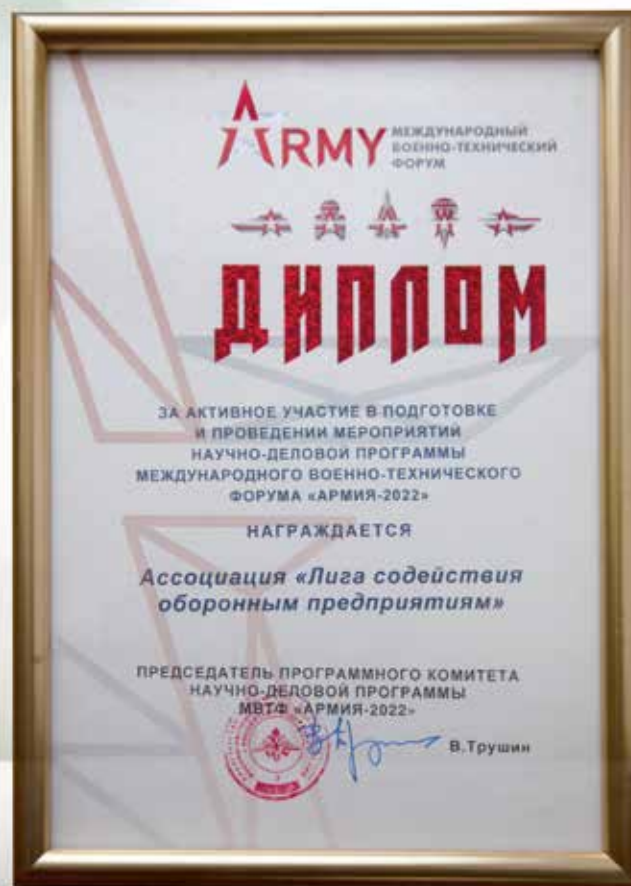 ARMY
МЕЖДУНАРОДНЫЙ
ВОЕННО-ТЕХНИЧЕСКИЙ
ФОРУМ
ДИПЛОМ
ЗА АКТИВНОЕ УЧАСТИЕ В ПОДГОТОВКЕ
И ПРОВЕДЕНИИ МЕРОПРИЯТИЙ
НАУЧНО-ДЕЛОВОЙ ПРОГРАММЫ
МЕЖДУНАРОДНОГО ВОЕННО-ТЕХНИЧЕСКОГО
ФОРУМА «АРМИЯ-2022»
НАГРАЖДАЕТСЯ
Ассоциация «Лига содействия
оборонным предприятиям»
ПРЕДСЕДАТЕЛЬ ПРОГРАММНОГО КОМИТЕТА
НАУЧНО-ДЕЛОВОЙ ПРОГРАММЫ
МВТФ «АРМИЯ-2022»
В.Трушин